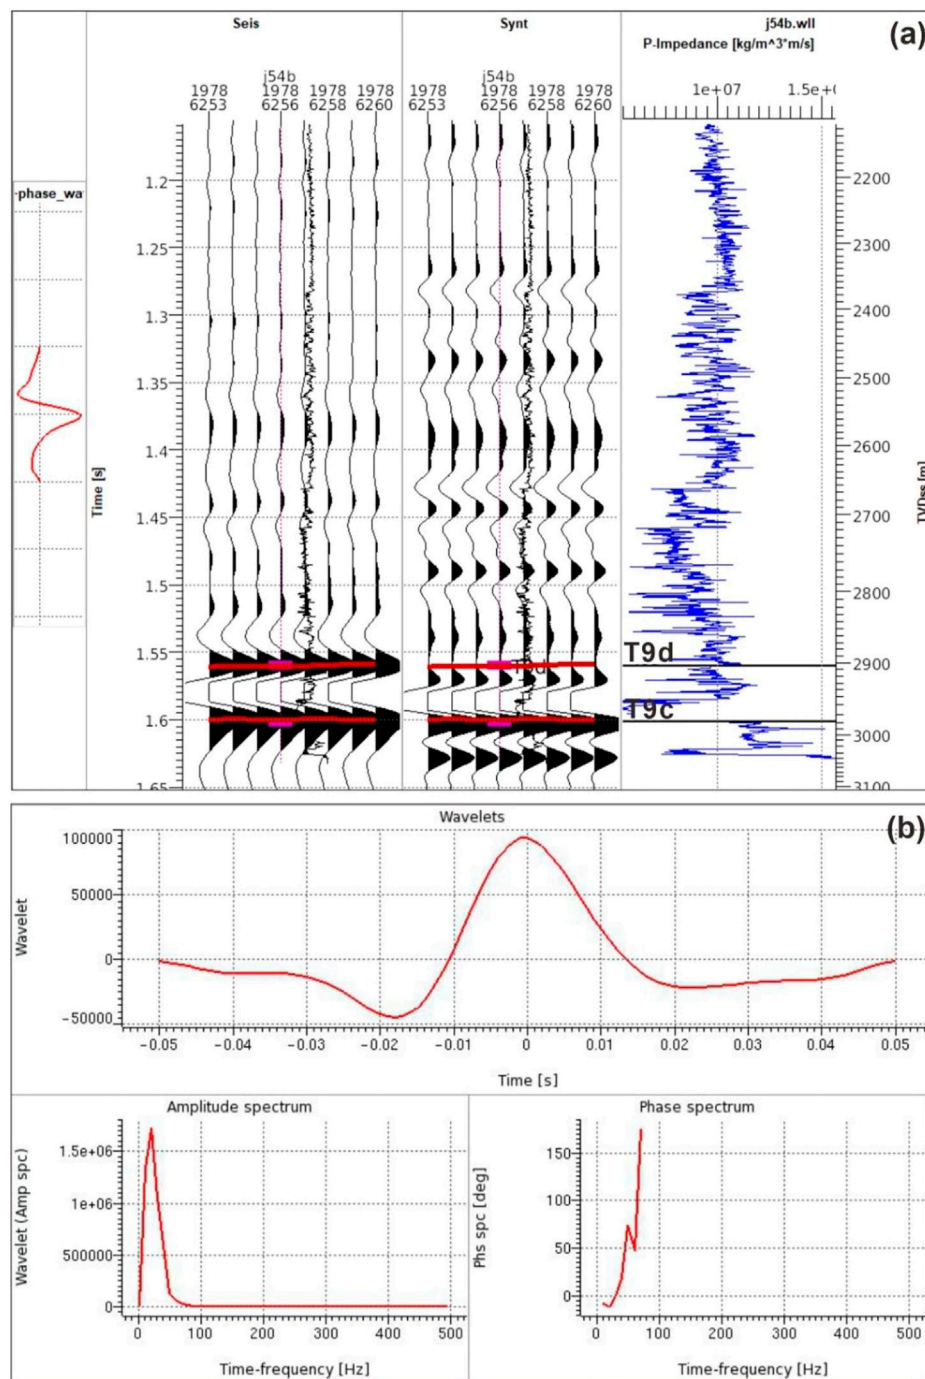 Seis
Synt
j54b.wll
(a)
P-Impedance [kg/m^3*m/s]
j54b
1978 1978 1978 1978
6253 6256 6258 6260
j54b
1978 1978 1978 1978
6253 6256 6258 6260
1e+07 1.5e+
-phase_wa
Time [s]
1.2
1.25
1.3
1.35
1.4
1.45
1.5
1.55
1.6
1.65
2200
2300
2400
2500
2600
2700
2800
2900
3000
3100
TVDss [m]
T9d
T9c
Wavelets
(b)
Wavelet
100000
50000
0
−50000
−0.05 −0.04 −0.03 −0.02 −0.01 0 0.01 0.02 0.03 0.04 0.05
Time [s]
Amplitude spectrum
Wavelet (Amp spc)
1.5e+06
1e+06
500000
0
0 100 200 300 400 500
Time-frequency [Hz]
Phase spectrum
Phs spc [deg]
150
100
50
0
0 100 200 300 400 500
Time-frequency [Hz]